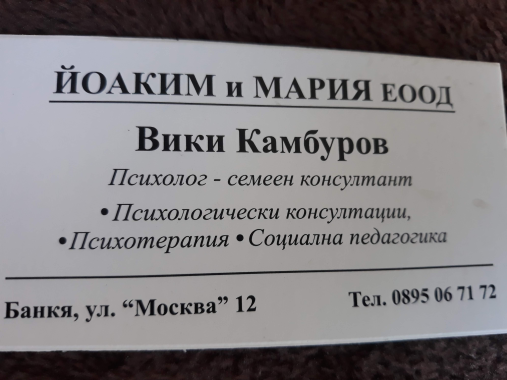 ЙОАКИМ и МАРИЯ ЕООД
Вики Камбуров
Психолог - семеен консултант
• Психологически консултации,
• Психотерапия • Социална педагогика
Банкя, ул. “Москва” 12 Тел. 0895 06 71 72